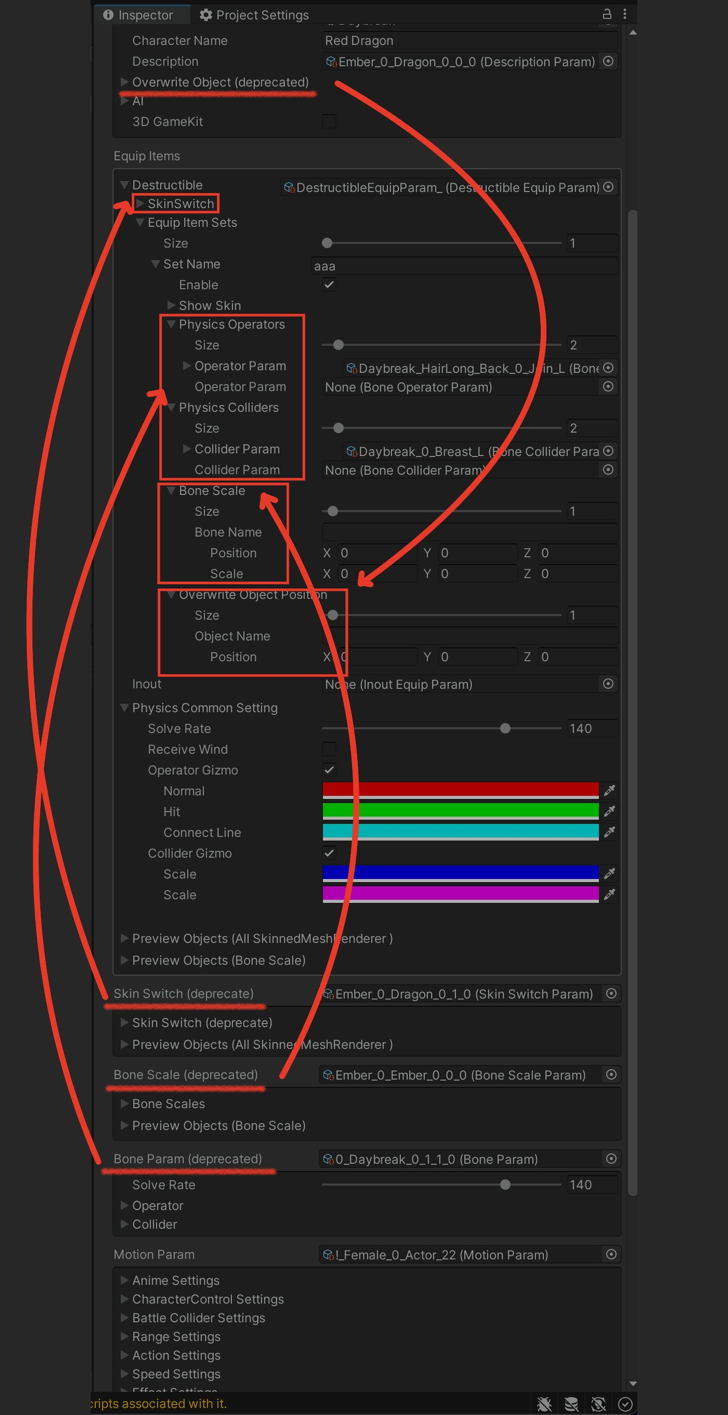 Inspector Project Settings
Character Name Red Dragon
Description Ember_0_Dragon_0_0_0 (Description Param)
Overwrite Object (deprecated)
AI
3D GameKit
Equip Items
Destructible DestructibleEquipParam_ (Destructible Equip Param)
SkinSwitch
Equip Item Sets
Size 1
Set Name aaa
Enable
Show Skin
Physics Operators
Size 2
Operator Param Daybreak_HairLong_Back_0_Join_L (Bone
Operator Param None (Bone Operator Param)
Physics Colliders
Size 2
Collider Param Daybreak_0_Breast_L (Bone Collider Para
Collider Param None (Bone Collider Param)
Bone Scale
Size 1
Bone Name
Position X 0 Y 0 Z 0
Scale X 0 Y 0 Z 0
Overwrite Object Position
Size 1
Object Name
Position X 0 Y 0 Z 0
Inout None (Inout Equip Param)
Physics Common Setting
Solve Rate 140
Receive Wind
Operator Gizmo
Normal
Hit
Connect Line
Collider Gizmo
Scale
Scale
Preview Objects (All SkinnedMeshRenderer )
Preview Objects (Bone Scale)
Skin Switch (deprecate) Ember_0_Dragon_0_1_0 (Skin Switch Param)
Skin Switch (deprecate)
Preview Objects (All SkinnedMeshRenderer )
Bone Scale (deprecated) Ember_0_Ember_0_0_0 (Bone Scale Param)
Bone Scales
Preview Objects (Bone Scale)
Bone Param (deprecated) 0_Daybreak_0_1_1_0 (Bone Param)
Solve Rate 140
Operator
Collider
Motion Param !_Female_0_Actor_22 (Motion Param)
Anime Settings
CharacterControl Settings
Battle Collider Settings
Range Settings
Action Settings
Speed Settings
Effect Settings
cripts associated with it.